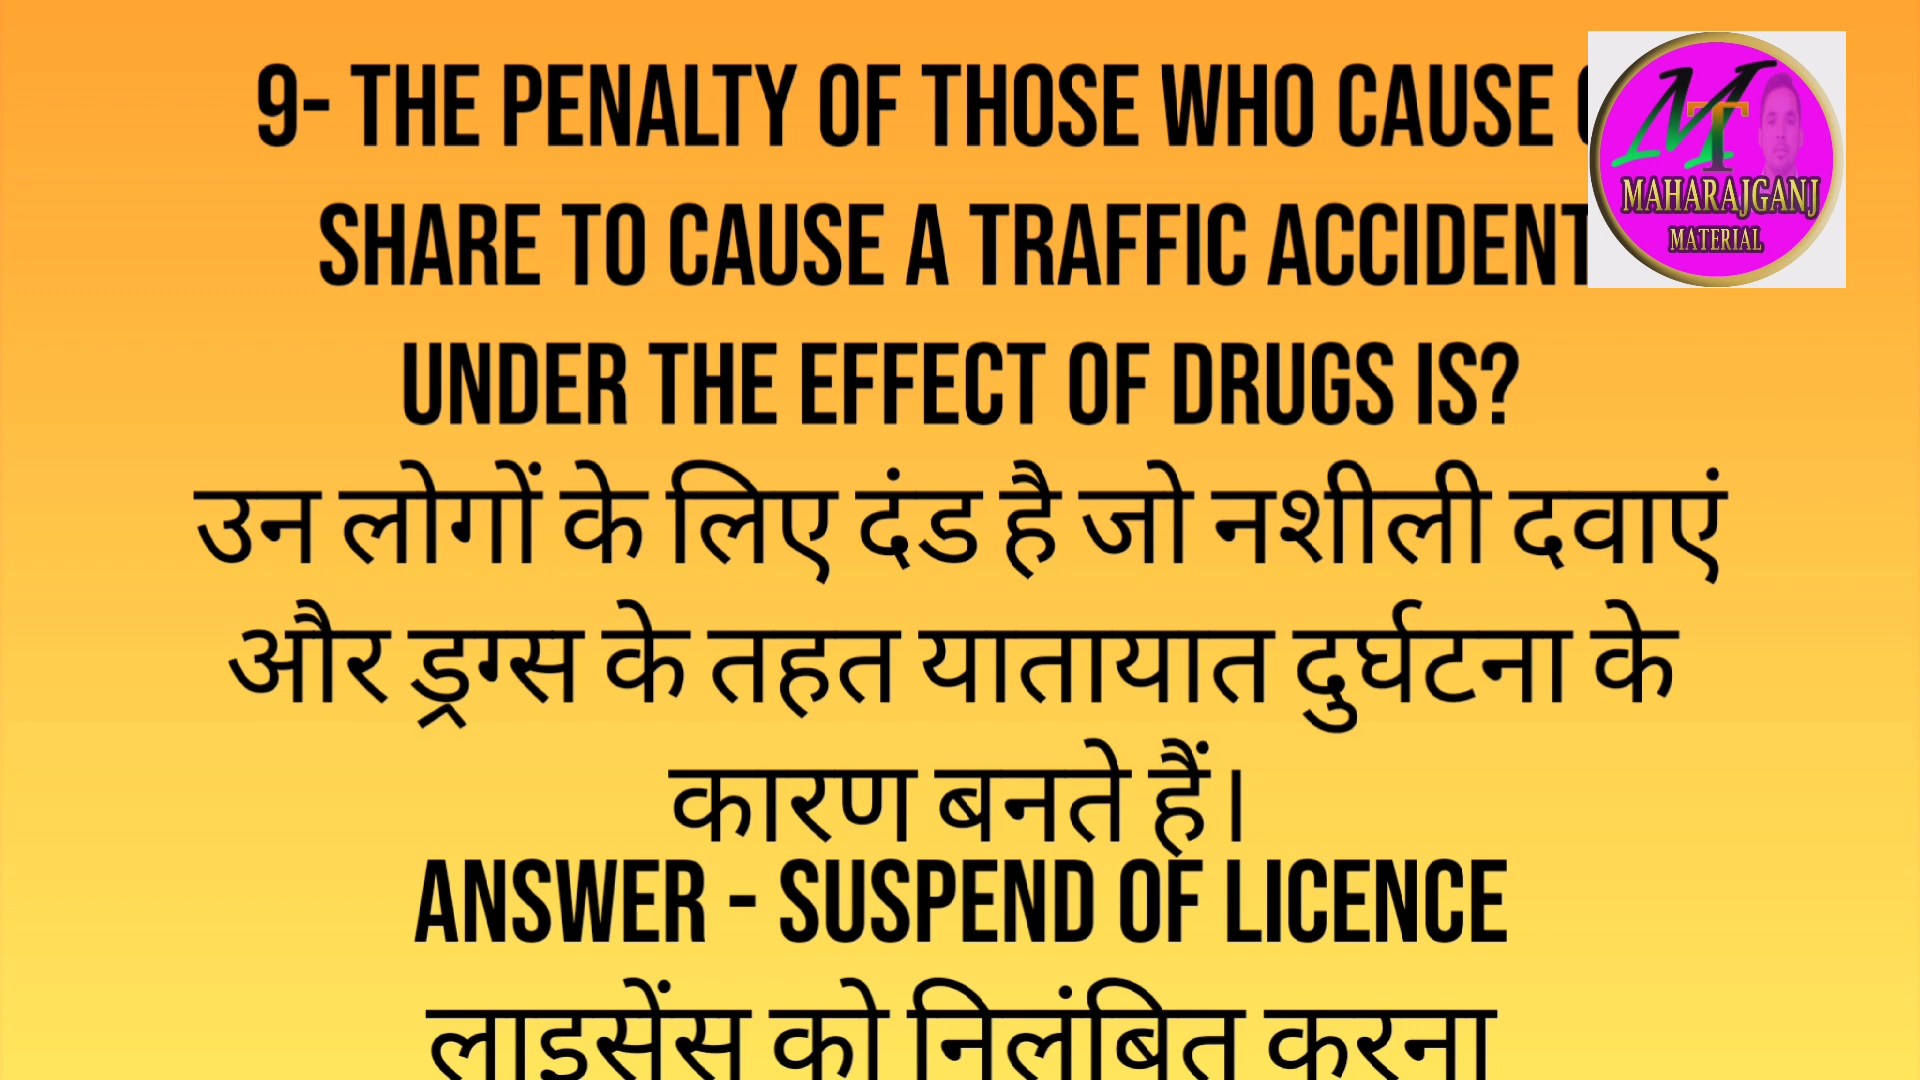 9- THE PENALTY OF THOSE WHO CAUSE
SHARE TO CAUSE A TRAFFIC ACCIDENT
UNDER THE EFFECT OF DRUGS IS?
उन लोगों के लिए दंड है जो नशीली दवाएं
और ड्रग्स के तहत यातायात दुर्घटना के
कारण बनते हैं।
ANSWER - SUSPEND OF LICENCE
लाइसेंस को निलंबित करना
MT
MAHARAJGANJ
MATERIAL